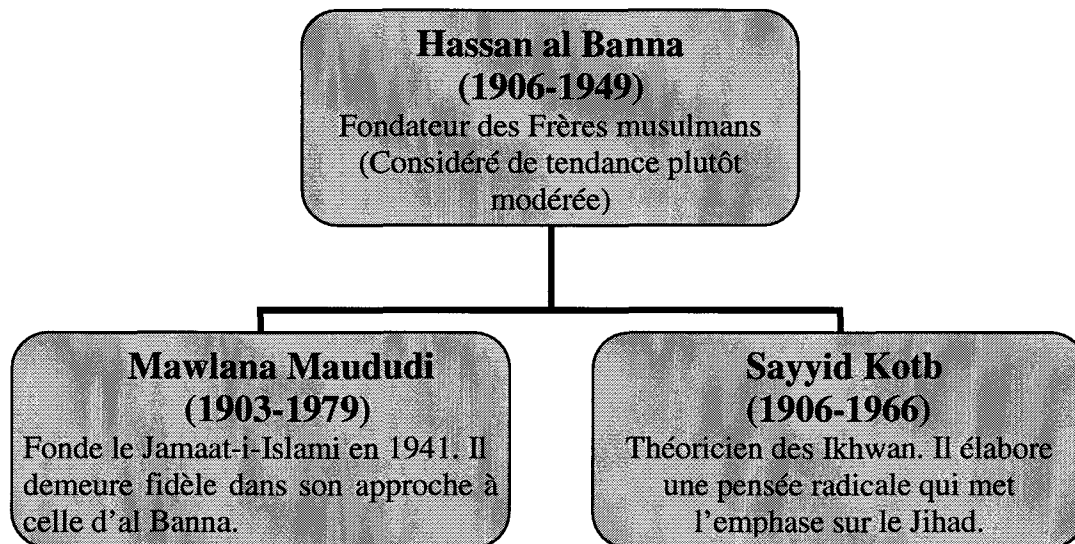 Hassan al Banna
(1906-1949)
Fondateur des Frères musulmans
(Considéré de tendance plutôt
modérée)
Mawlana Maududi
(1903-1979)
Fonde le Jamaat-i-Islami en 1941. Il
demeure fidèle dans son approche à
celle d'al Banna.
Sayyid Kotb
(1906-1966)
Théoricien des Ikhwan. Il élabore
une pensée radicale qui met
l'emphase sur le Jihad.